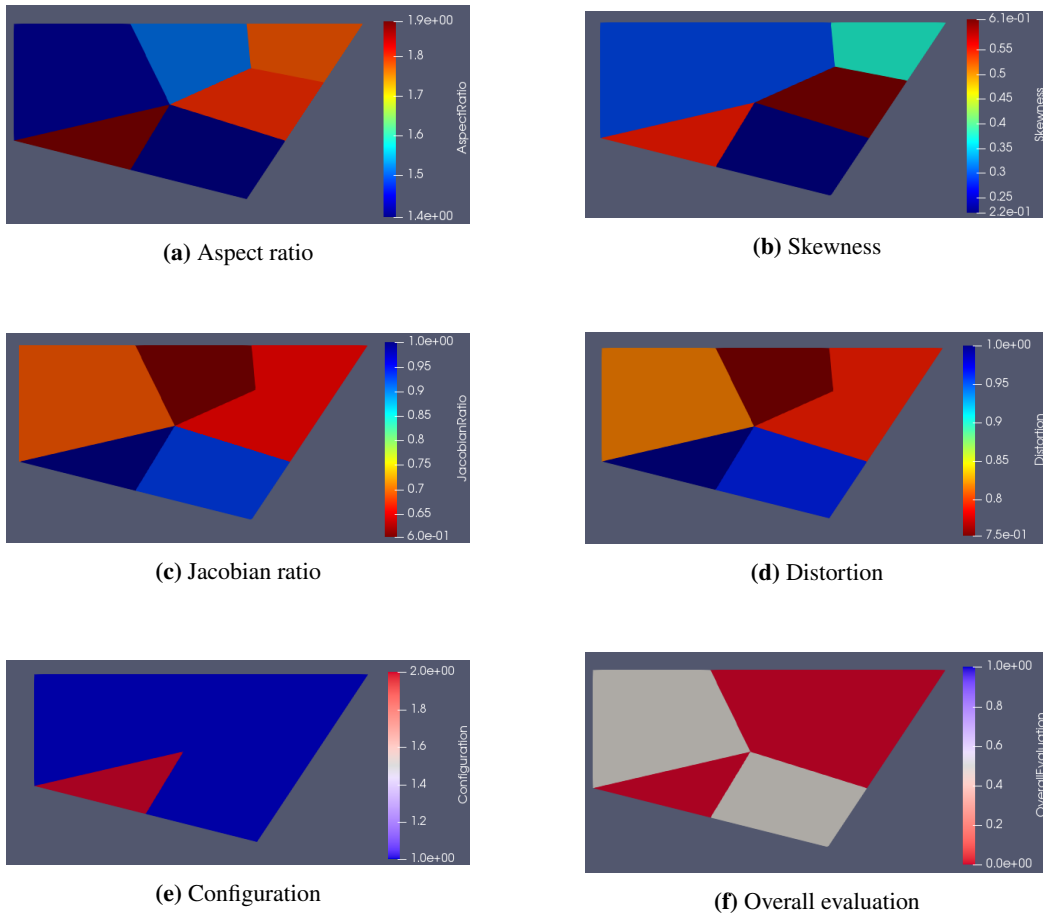 1.9e+00
1.8
1.7
1.6
1.5
1.4e+00
AspectRatio
(a) Aspect ratio
6.1e-01
0.55
0.5
0.45
0.4
0.35
0.3
0.25
2.2e-01
Skewness
(b) Skewness
1.0e+00
0.95
0.9
0.85
0.8
0.75
0.7
0.65
6.0e-01
JacobianRatio
(c) Jacobian ratio
1.0e+00
0.95
0.9
0.85
0.8
7.5e-01
Distortion
(d) Distortion
2.0e+00
1.8
1.6
1.4
1.2
1.0e+00
Configuration
(e) Configuration
1.0e+00
0.8
0.6
0.4
0.2
0.0e+00
OverallEvaluation
(f) Overall evaluation